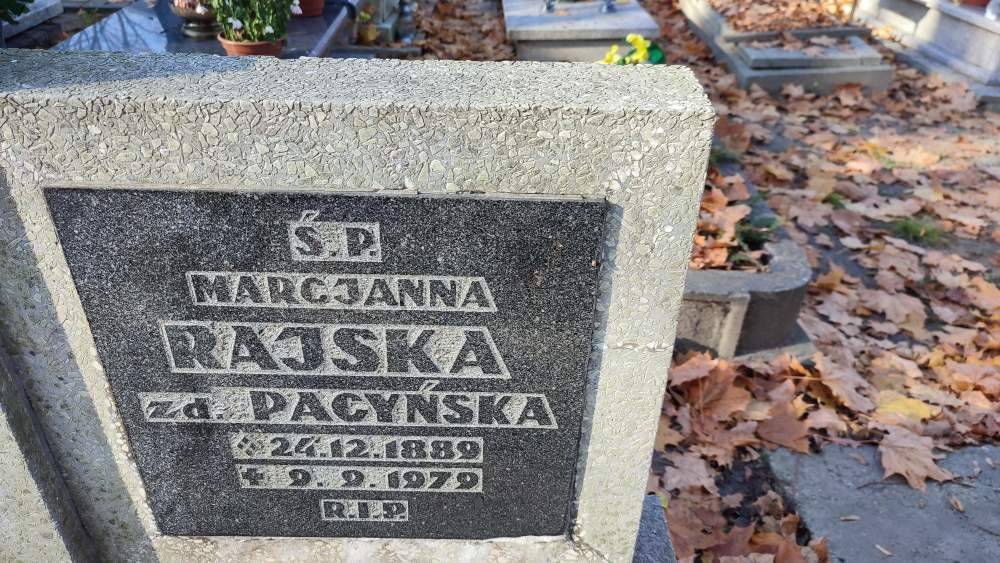 Ś.P.
MARCJANNA
RAJSKA
zd. PACYŃSKA
24.12.1889
✝ 9.9.1979
R.I.P.